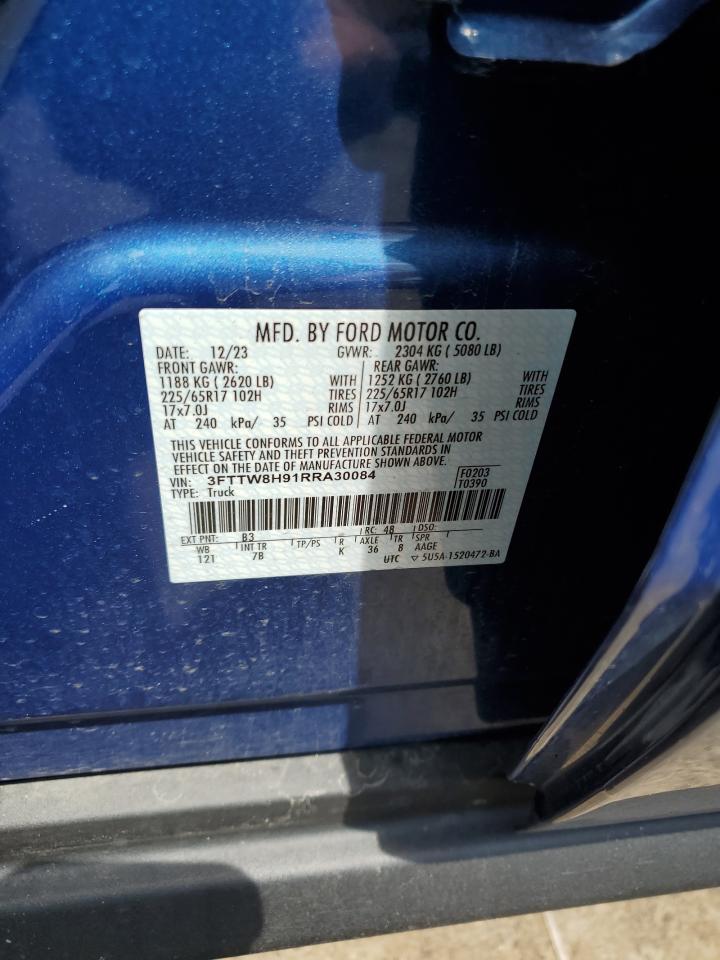 MFD. BY FORD MOTOR CO.
DATE: 12/23 GVWR: 2304 KG ( 5080 LB)
FRONT GAWR: REAR GAWR:
1188 KG ( 2620 LB) WITH 1252 KG ( 2760 LB) WITH
225/65R17 102H TIRES 225/65R17 102H TIRES
17x7.0J RIMS 17x7.0J RIMS
AT 240 kPa/ 35 PSI COLD AT 240 kPa/ 35 PSI COLD
THIS VEHICLE CONFORMS TO ALL APPLICABLE FEDERAL MOTOR
VEHICLE SAFETY AND THEFT PREVENTION STANDARDS IN
EFFECT ON THE DATE OF MANUFACTURE SHOWN ABOVE.
VIN: 3FTTW8H91RRA30084 F0203
TYPE: Truck T0390
EXT PNT: B3 RC: 48 DSO:
WB INT TR TP/PS R AXLE TR SPR
121 7B K 36 8 AAGE
UTC ▽ 5U5A-1520472-BA